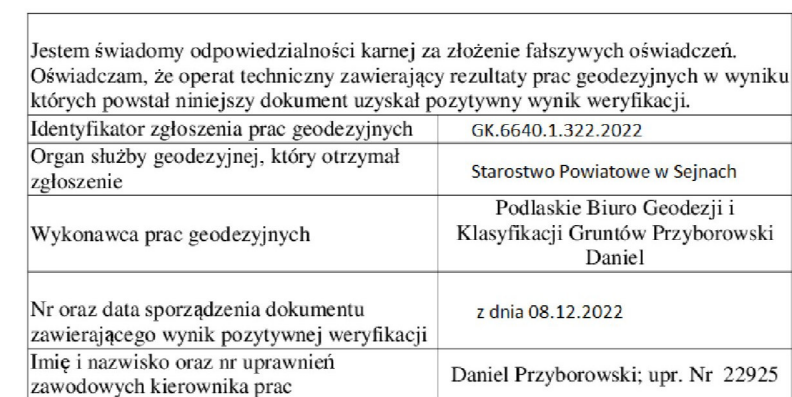 Jestem świadomy odpowiedzialności karnej za złożenie fałszywych oświadczeń.
Oświadczam, że operat techniczny zawierający rezultaty prac geodezyjnych w wyniku
których powstał niniejszy dokument uzyskał pozytywny wynik weryfikacji.
Identyfikator zgłoszenia prac geodezyjnych GK.6640.1.322.2022
Organ służby geodezyjnej, który otrzymał
zgłoszenie
Starostwo Powiatowe w Sejnach
Wykonawca prac geodezyjnych
Podlaskie Biuro Geodezji i
Klasyfikacji Gruntów Przyborowski
Daniel
Nr oraz data sporządzenia dokumentu
zawierającego wynik pozytywnej weryfikacji
z dnia 08.12.2022
Imię i nazwisko oraz nr uprawnień
zawodowych kierownika prac
Daniel Przyborowski; upr. Nr 22925